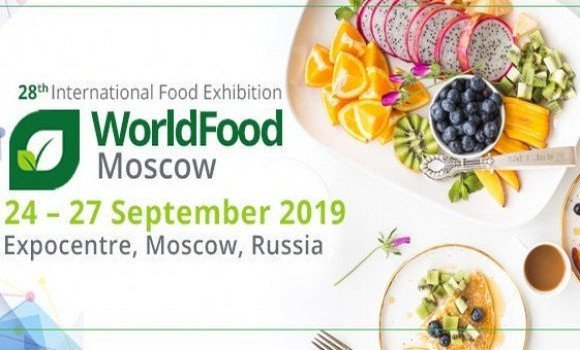 28th International Food Exhibition
WorldFood
Moscow
24 – 27 September 2019
Expocentre, Moscow, Russia